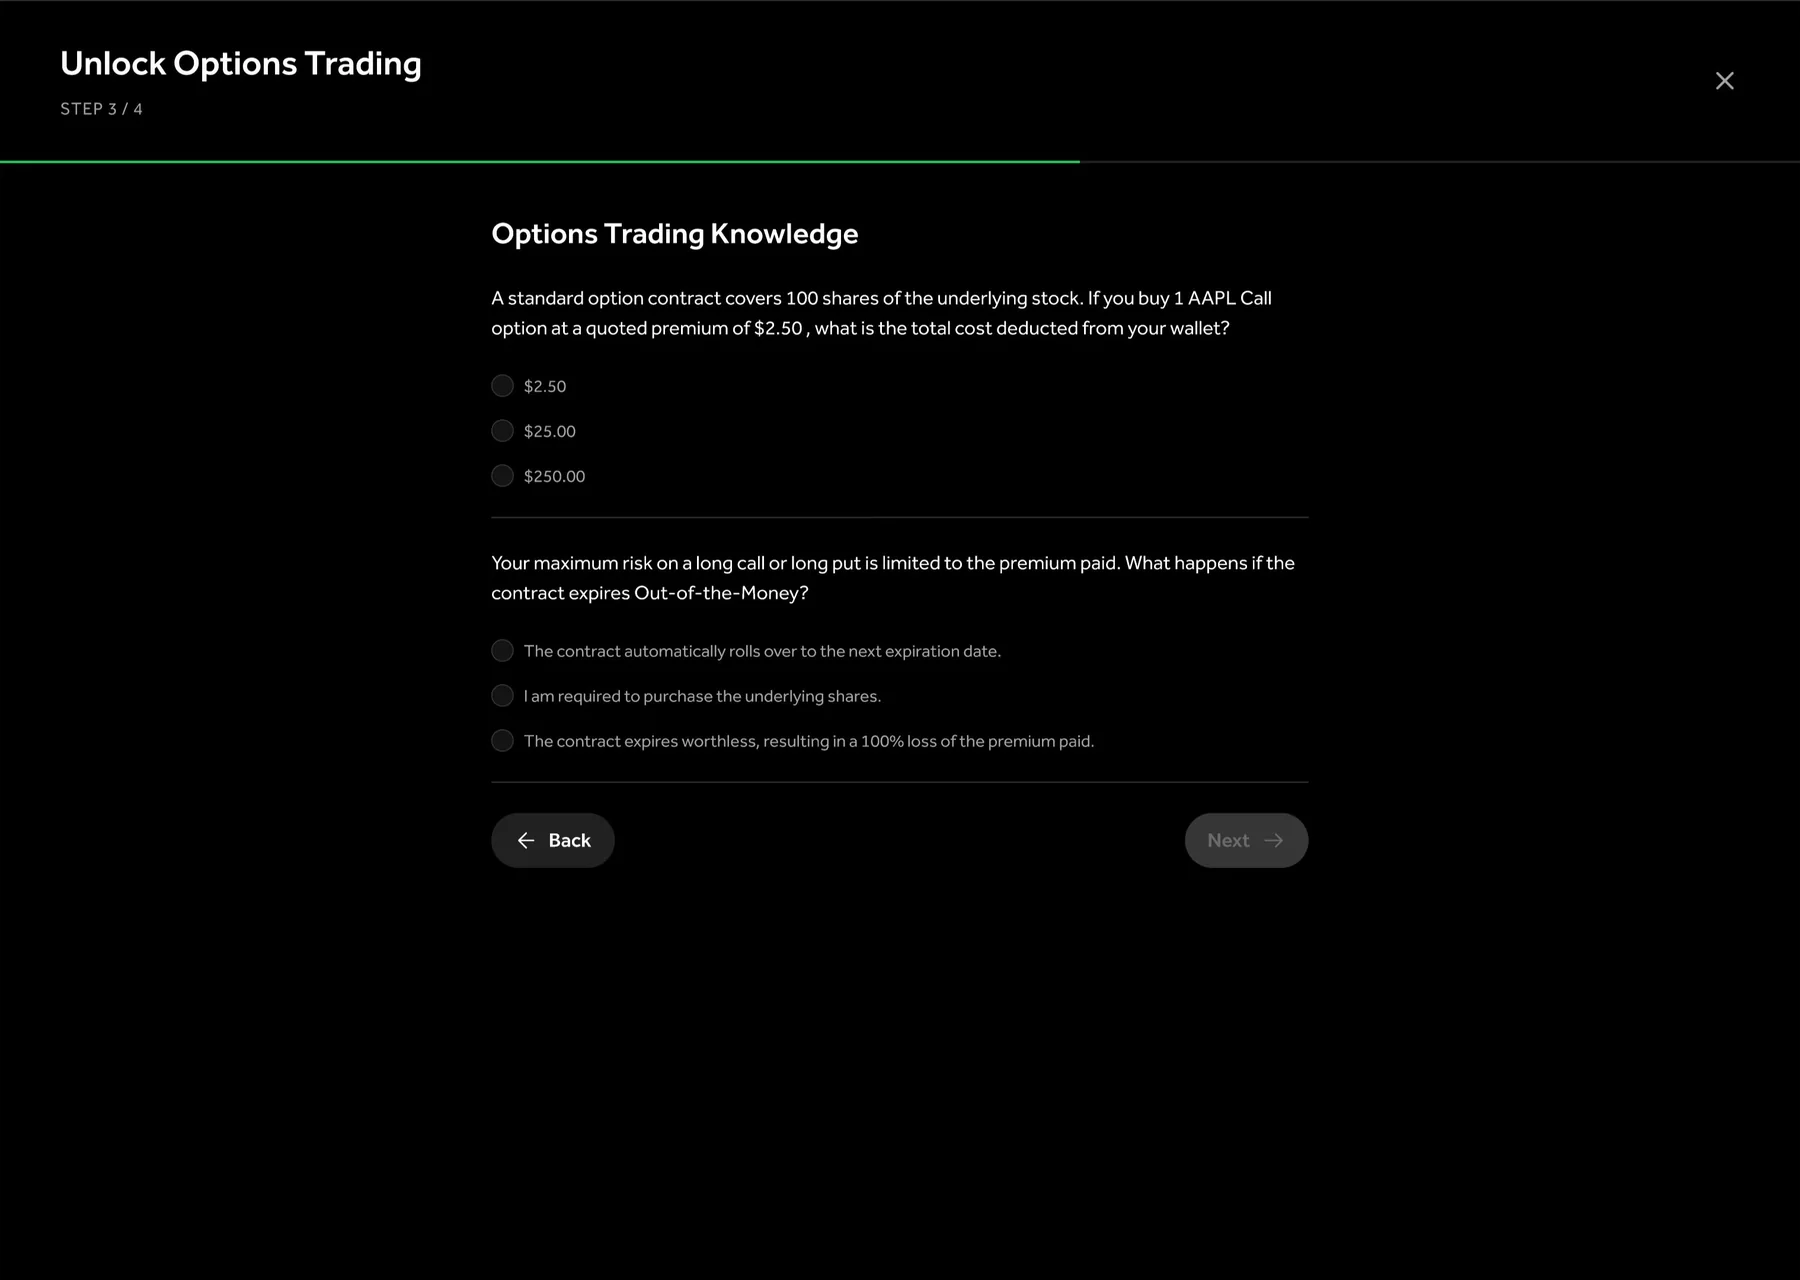 Unlock Options Trading
STEP 3 / 4
Options Trading Knowledge
A standard option contract covers 100 shares of the underlying stock. If you buy 1 AAPL Call
option at a quoted premium of $2.50 , what is the total cost deducted from your wallet?
$2.50
$25.00
$250.00
Your maximum risk on a long call or long put is limited to the premium paid. What happens if the
contract expires Out-of-the-Money?
The contract automatically rolls over to the next expiration date.
I am required to purchase the underlying shares.
The contract expires worthless, resulting in a 100% loss of the premium paid.
Back
Next